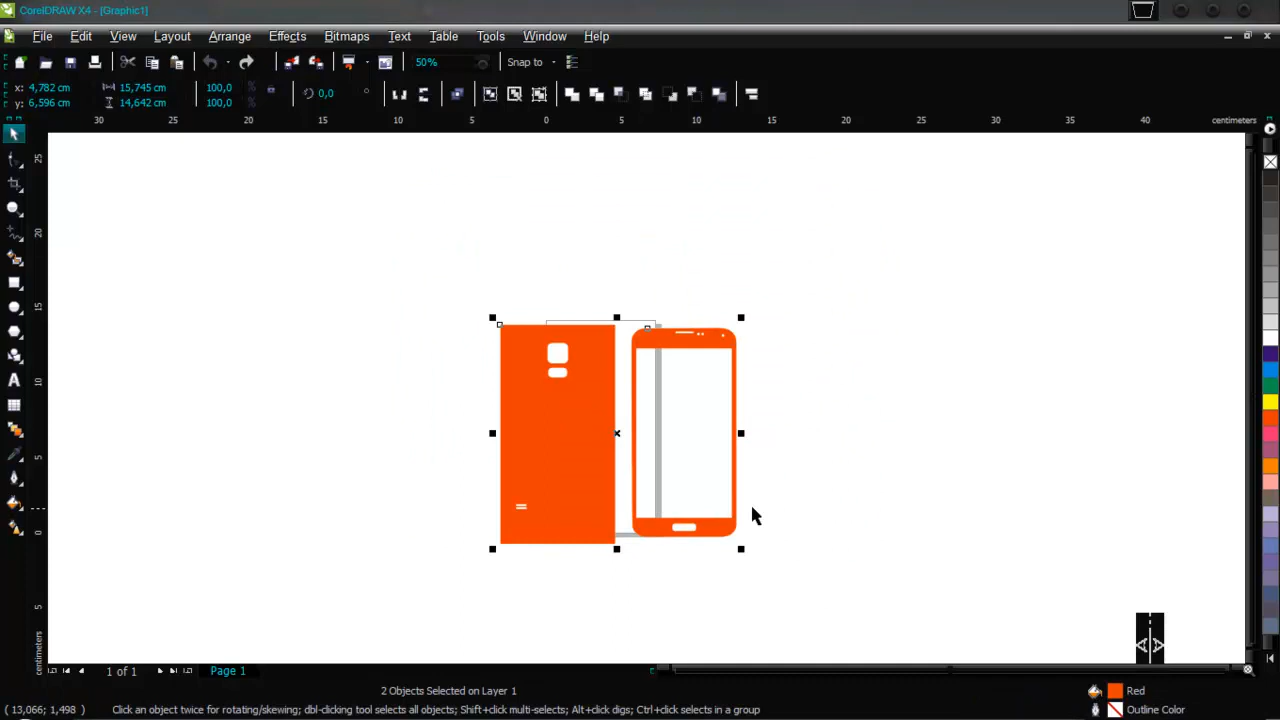 CorelDRAW X4 - [Graphic1]
File Edit View Layout Arrange Effects Bitmaps Text Table Tools Window Help
50% Snap to
x: 4,782 cm 15,745 cm 100,0 % 0,0 °
y: 6,596 cm 14,642 cm 100,0 %
30 25 20 15 10 5 0 5 10 15 20 25 30 35 40 centimeters
25
20
15
10
5
0
5
centimeters
1 of 1 Page 1
2 Objects Selected on Layer 1 Red
( 13,066; 1,498 ) Click an object twice for rotating/skewing; dbl-clicking tool selects all objects; Shift+click multi-selects; Alt+click digs; Ctrl+click selects in a group Outline Color